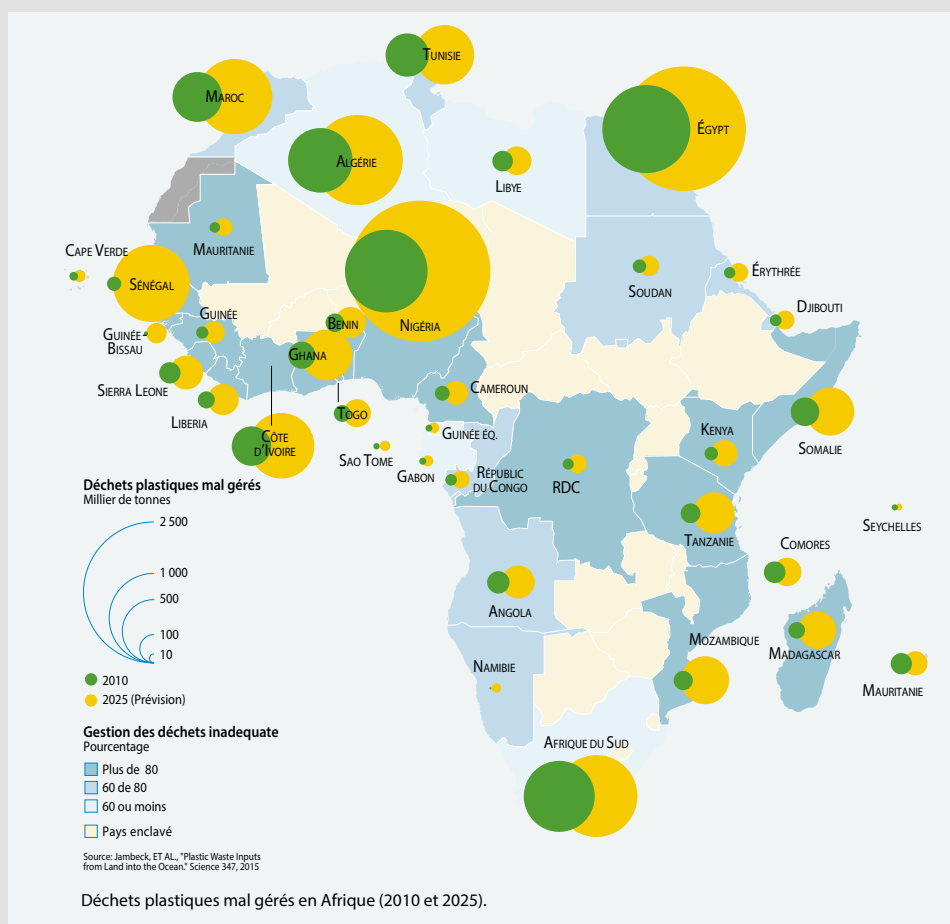 TUNISIE
MAROC
ÉGYPT
ALGÉRIE
LIBYE
MAURITANIE
CAPE VERDE
SÉNÉGAL
SOUDAN
ÉRYTHRÉE
DJIBOUTI
GUINÉE
GUINÉE-
BISSAU
BENIN
NIGÉRIA
GHANA
SIERRA LEONE
LIBERIA
CAMEROUN
TOGO
CÔTE
D'IVOIRE
GUINÉE ÉQ.
KENYA
SOMALIE
SAO TOME
GABON
RÉPUBLIC
DU CONGO
RDC
SEYCHELLES
TANZANIE
COMORES
ANGOLA
MOZAMBIQUE
MADAGASCAR
NAMIBIE
MAURITANIE
AFRIQUE DU SUD
Déchets plastiques mal gérés
Millier de tonnes
2 500
1 000
500
100
10
2010
2025 (Prévision)
Gestion des déchets inadequate
Pourcentage
Plus de 80
60 de 80
60 ou moins
Pays enclavé
Source: Jambeck, ET AL., "Plastic Waste Inputs
from Land into the Ocean." Science 347, 2015
Déchets plastiques mal gérés en Afrique (2010 et 2025).